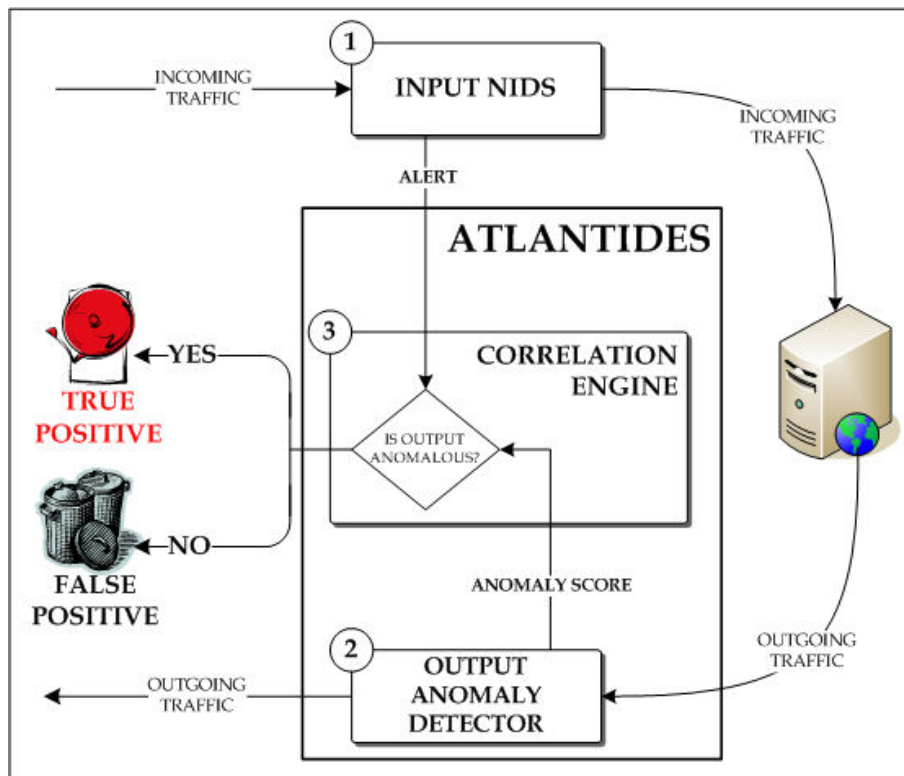 1
INPUT NIDS
INCOMING
TRAFFIC
INCOMING
TRAFFIC
ALERT
ATLANTIDES
3
CORRELATION
ENGINE
YES
TRUE
POSITIVE
IS OUTPUT
ANOMALOUS?
NO
FALSE
POSITIVE
ANOMALY SCORE
2
OUTPUT
ANOMALY
DETECTOR
OUTGOING
TRAFFIC
OUTGOING
TRAFFIC